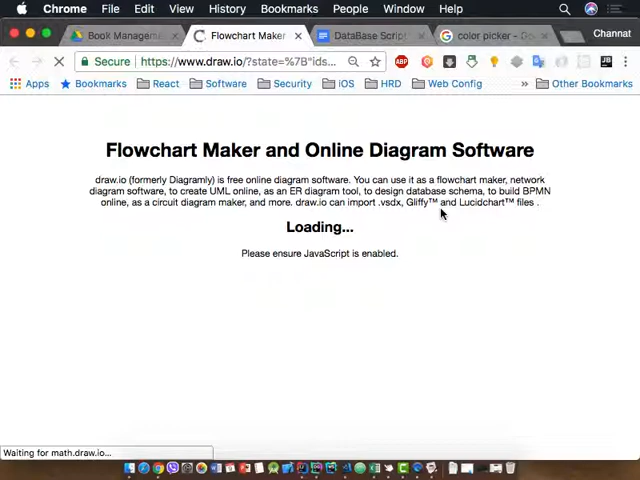 Chrome File Edit View History Bookmarks People Window Help
Book Managem Flowchart Maker DataBase Script color picker - Channat
Secure https://www.draw.io/?state=%7B"ids...
Apps Bookmarks React Software Security iOS HRD Web Config » Other Bookmarks
Flowchart Maker and Online Diagram Software
draw.io (formerly Diagramly) is free online diagram software. You can use it as a flowchart maker, network
diagram software, to create UML online, as an ER diagram tool, to design database schema, to build BPMN
online, as a circuit diagram maker, and more. draw.io can import .vsdx, Gliffy™ and Lucidchart™ files .
Loading...
Please ensure JavaScript is enabled.
Waiting for math.draw.io...